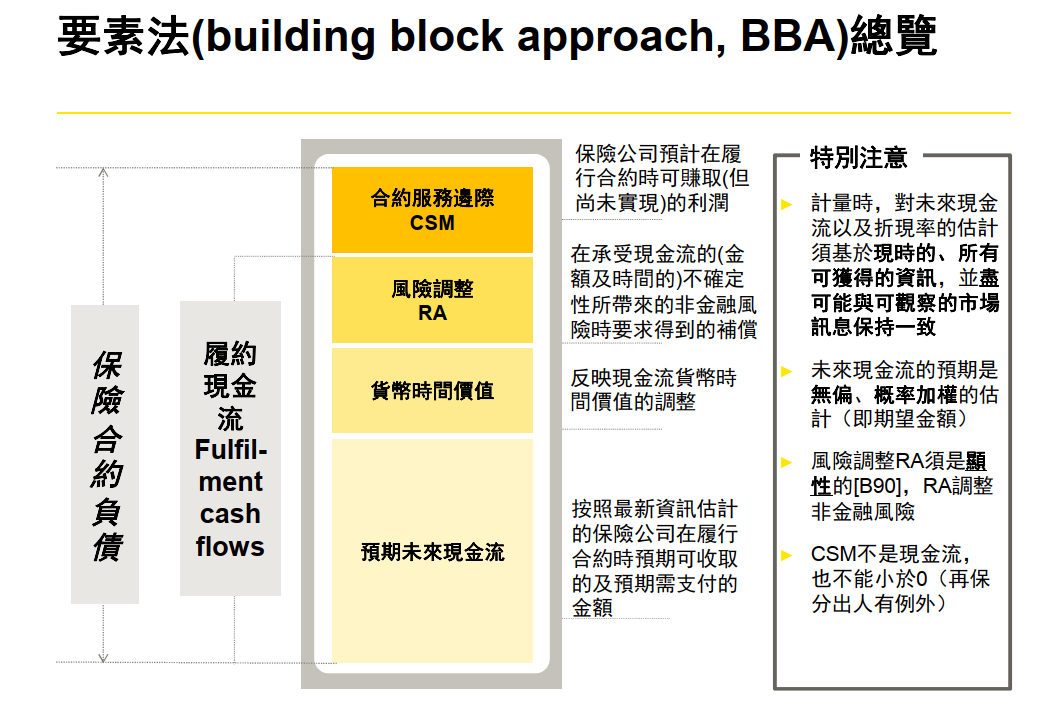 要素法(building block approach, BBA)總覽
保險合約負債
履約
現金
流
Fulfil-
ment
cash
flows
合約服務邊際
CSM
風險調整
RA
貨幣時間價值
預期未來現金流
保險公司預計在履
行合約時可賺取(但
尚未實現)的利潤
在承受現金流的(金
額及時間的)不確定
性所帶來的非金融風
險時要求得到的補償
反映現金流貨幣時
間價值的調整
按照最新資訊估計
的保險公司在履行
合約時預期可收取
的及預期需支付的
金額
特別注意
► 計量時，對未來現金
流以及折現率的估計
須基於現時的、所有
可獲得的資訊，並盡
可能與可觀察的市場
訊息保持一致
► 未來現金流的預期是
無偏、概率加權的估
計（即期望金額）
► 風險調整RA須是顯
性的[B90]，RA調整
非金融風險
► CSM不是現金流，
也不能小於0（再保
分出人有例外）